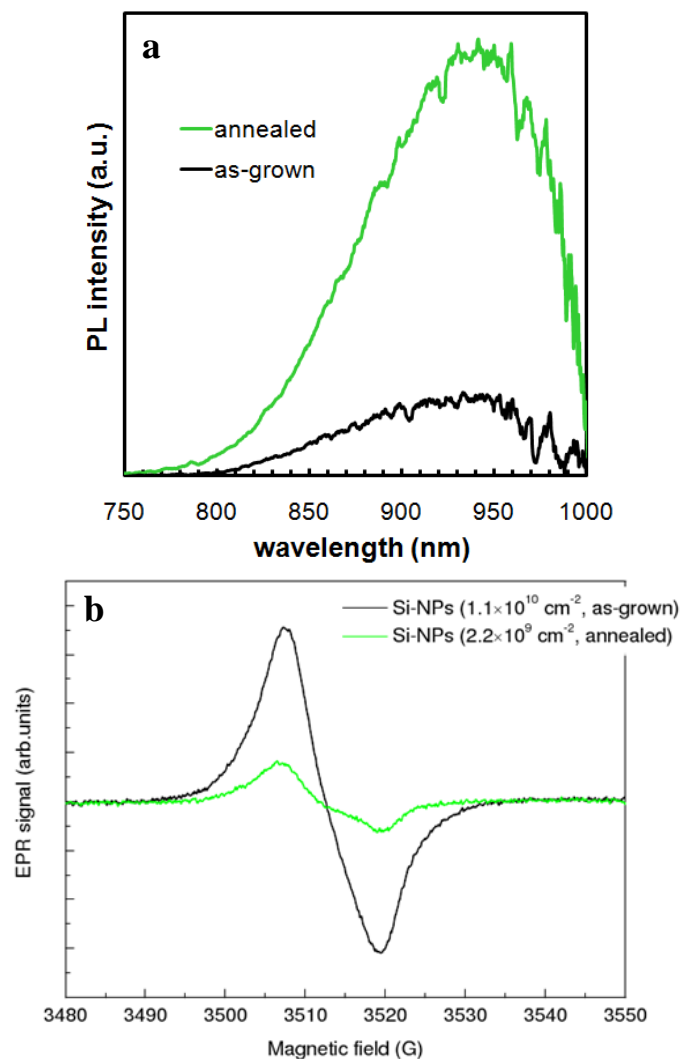 a
annealed
as-grown
PL intensity (a.u.)
750 800 850 900 950 1000
wavelength (nm)
b
Si-NPs (1.1×10¹⁰ cm⁻², as-grown)
Si-NPs (2.2×10⁹ cm⁻², annealed)
EPR signal (arb.units)
3480 3490 3500 3510 3520 3530 3540 3550
Magnetic field (G)